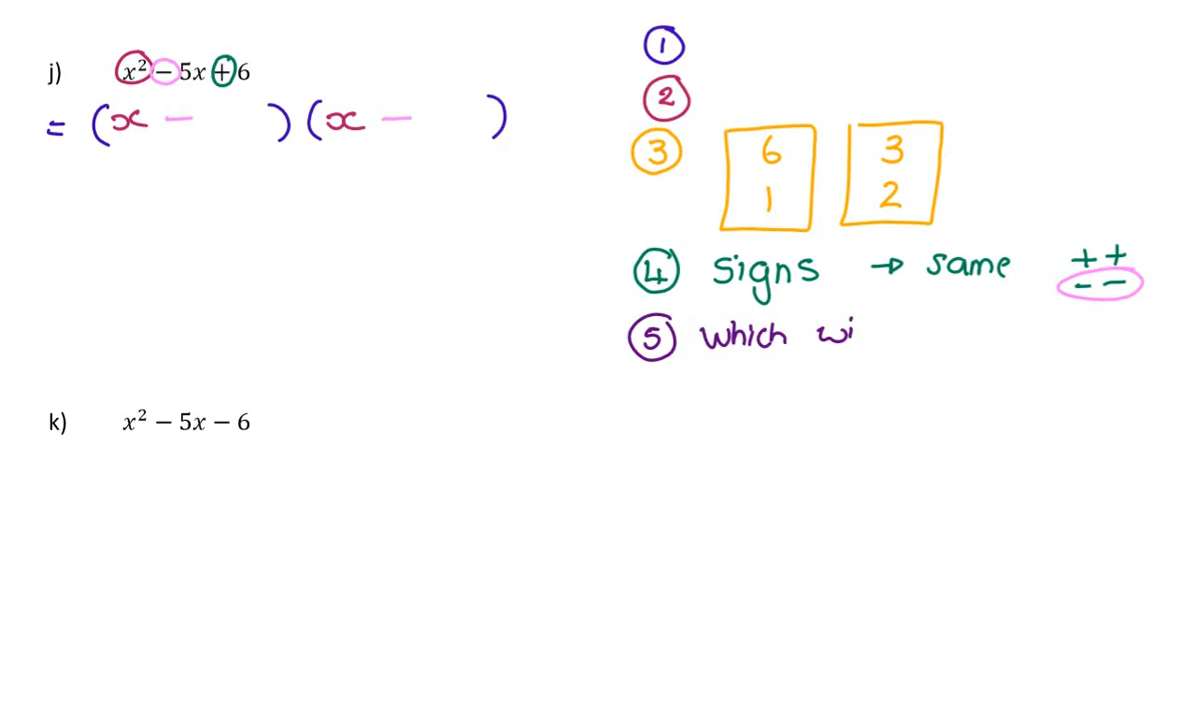 j) x² − 5x + 6
= (x − ) (x − )
①
②
③ 6 1 3 2
④ signs → same ++ −−
⑤ which wi
k) x² − 5x − 6